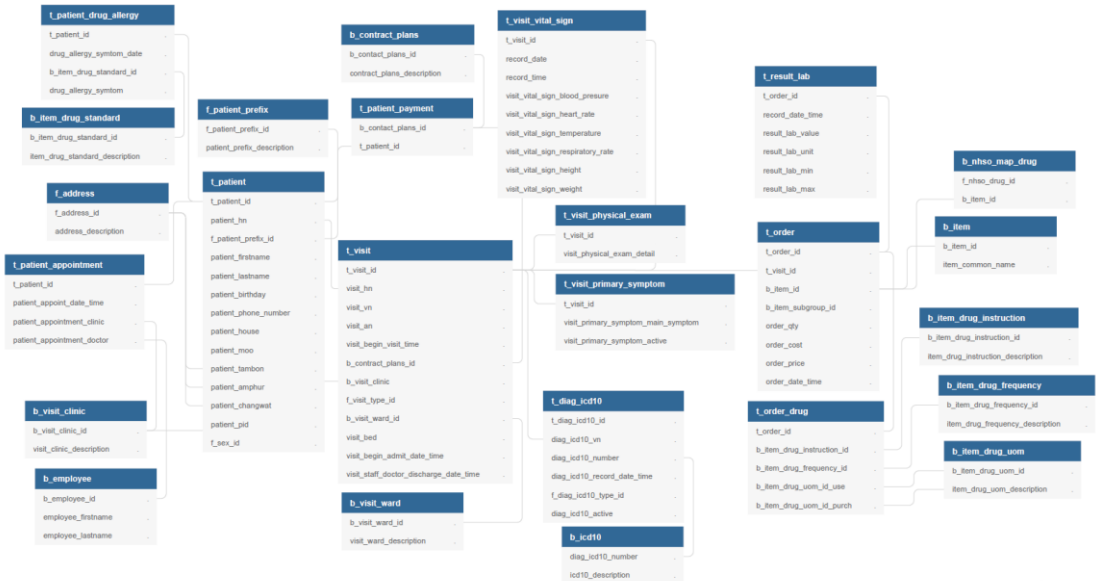 t_patient_drug_allergy
t_patient_id
drug_allergy_symtom_date
b_item_drug_standard_id
drug_allergy_symtom
b_item_drug_standard
b_item_drug_standard_id
item_drug_standard_description
f_address
f_address_id
address_description
t_patient_appointment
t_patient_id
patient_appoint_date_time
patient_appointment_clinic
patient_appointment_doctor
b_visit_clinic
b_visit_clinic_id
visit_clinic_description
b_employee
b_employee_id
employee_firstname
employee_lastname
f_patient_prefix
f_patient_prefix_id
patient_prefix_description
t_patient
t_patient_id
patient_hn
f_patient_prefix_id
patient_firstname
patient_lastname
patient_birthday
patient_phone_number
patient_house
patient_moo
patient_tambon
patient_amphur
patient_changwat
patient_pid
f_sex_id
b_contract_plans
b_contact_plans_id
contract_plans_description
t_patient_payment
b_contact_plans_id
t_patient_id
t_visit
t_visit_id
visit_hn
visit_vn
visit_an
visit_begin_visit_time
b_contract_plans_id
b_visit_clinic
f_visit_type_id
b_visit_ward_id
visit_bed
visit_begin_admit_date_time
visit_staff_doctor_discharge_date_time
b_visit_ward
b_visit_ward_id
visit_ward_description
t_visit_vital_sign
t_visit_id
record_date
record_time
visit_vital_sign_blood_presure
visit_vital_sign_heart_rate
visit_vital_sign_temperature
visit_vital_sign_respiratory_rate
visit_vital_sign_height
visit_vital_sign_weight
t_visit_physical_exam
t_visit_id
visit_physical_exam_detail
t_visit_primary_symptom
t_visit_id
visit_primary_symptom_main_symptom
visit_primary_symptom_active
t_diag_icd10
t_diag_icd10_id
diag_icd10_vn
diag_icd10_number
diag_icd10_record_date_time
f_diag_icd10_type_id
diag_icd10_active
b_icd10
diag_icd10_number
icd10_description
t_result_lab
t_order_id
record_date_time
result_lab_value
result_lab_unit
result_lab_min
result_lab_max
t_order
t_order_id
t_visit_id
b_item_id
b_item_subgroup_id
order_qty
order_cost
order_price
order_date_time
t_order_drug
t_order_id
b_item_drug_instruction_id
b_item_drug_frequency_id
b_item_drug_uom_id_use
b_item_drug_uom_id_purch
b_nhso_map_drug
f_nhso_drug_id
b_item_id
b_item
b_item_id
item_common_name
b_item_drug_instruction
b_item_drug_instruction_id
item_drug_instruction_description
b_item_drug_frequency
b_item_drug_frequency_id
item_drug_frequency_description
b_item_drug_uom
b_item_drug_uom_id
item_drug_uom_description